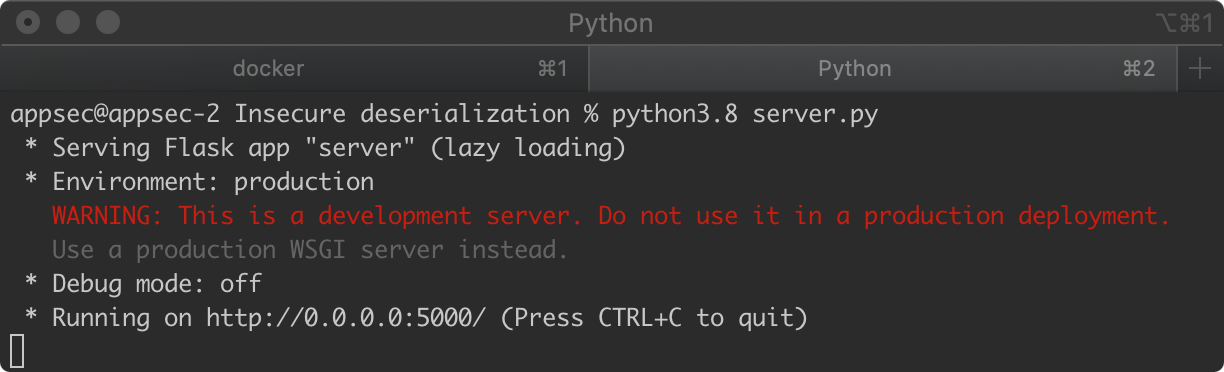 Python ⌥⌘1
docker ⌘1 Python ⌘2 +
appsec@appsec-2 Insecure deserialization % python3.8 server.py
* Serving Flask app "server" (lazy loading)
* Environment: production
WARNING: This is a development server. Do not use it in a production deployment.
Use a production WSGI server instead.
* Debug mode: off
* Running on http://0.0.0.0:5000/ (Press CTRL+C to quit)